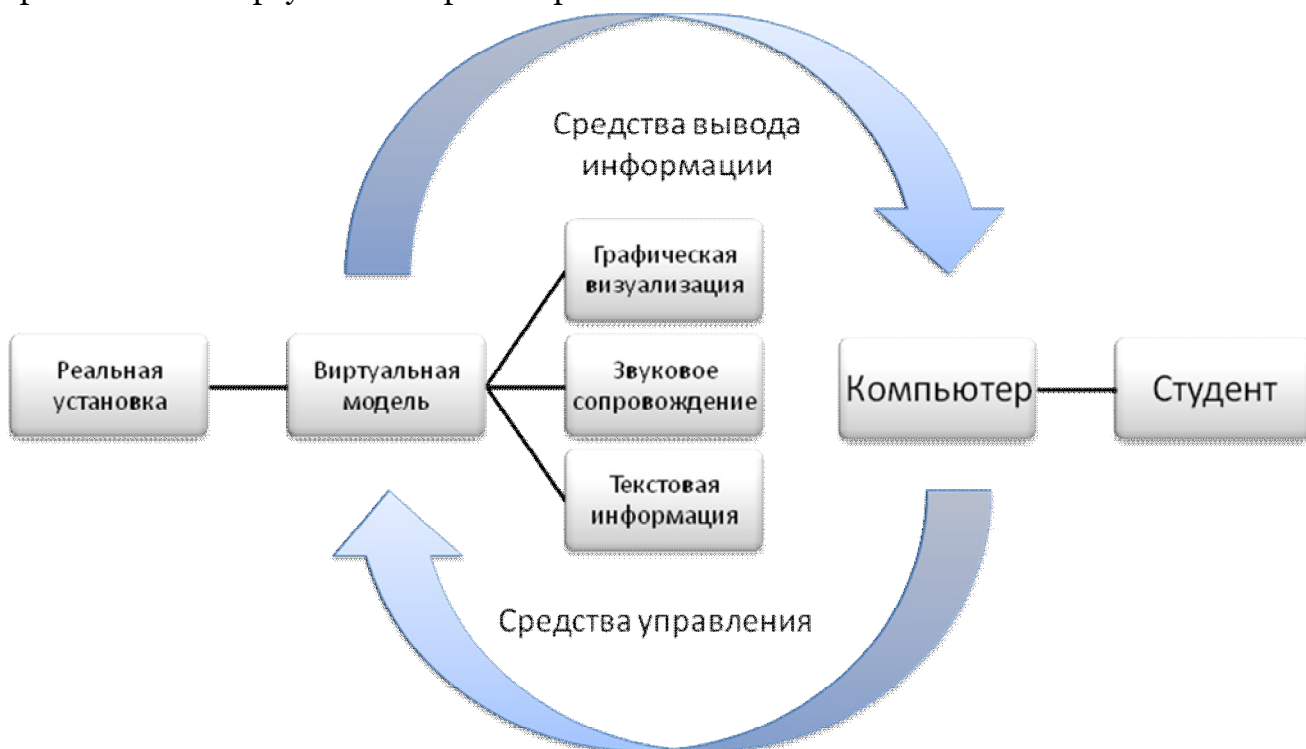 Средства вывода
информации
Графическая
визуализация
Реальная
установка
Виртуальная
модель
Звуковое
сопровождение
Компьютер
Студент
Текстовая
информация
Средства управления